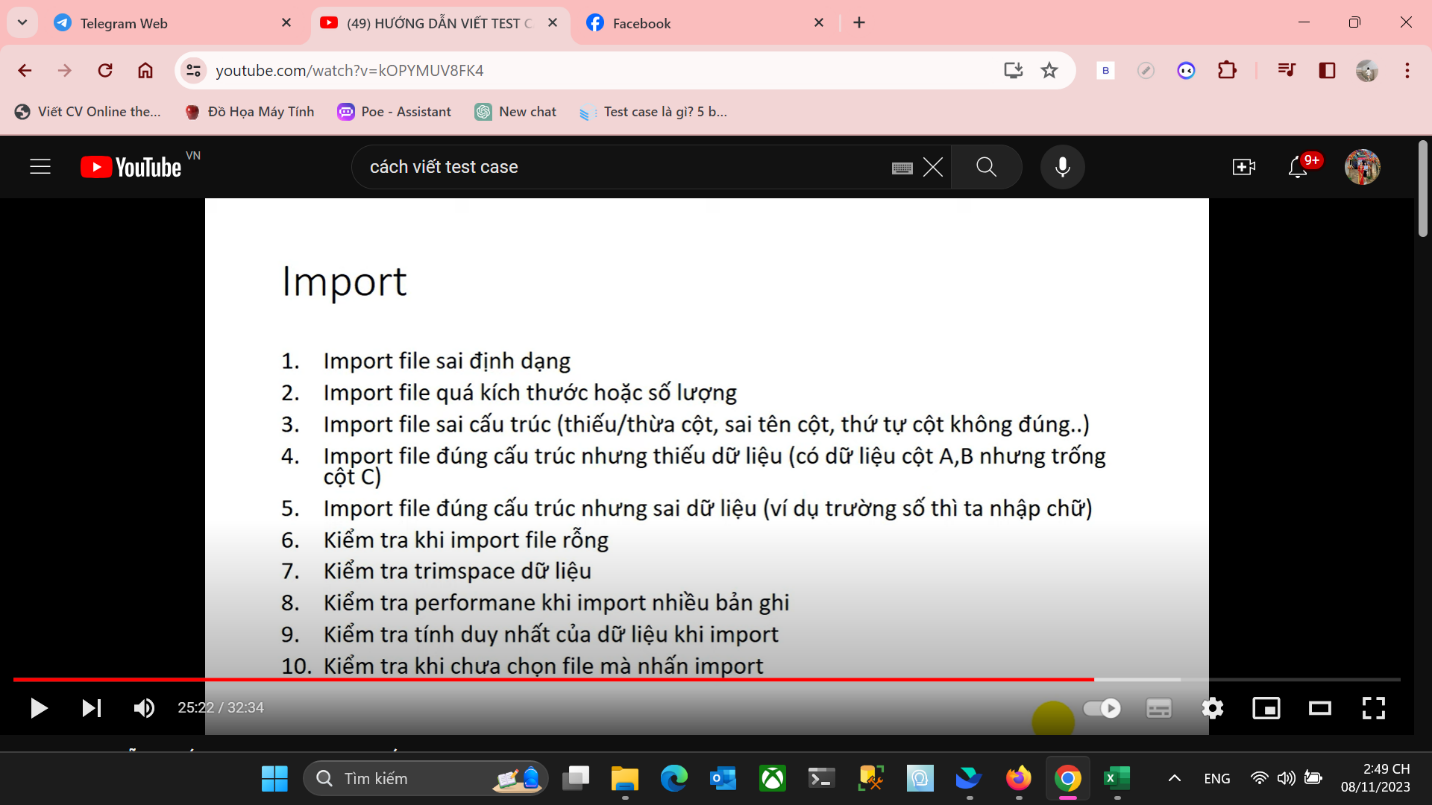 Telegram Web
(49) HƯỚNG DẪN VIẾT TEST C
Facebook
youtube.com/watch?v=kOPYMUV8FK4
B
Viết CV Online the...
Đồ Họa Máy Tính
Poe - Assistant
New chat
Test case là gì? 5 b...
YouTube VN
cách viết test case
9+
Import
1. Import file sai định dạng
2. Import file quá kích thước hoặc số lượng
3. Import file sai cấu trúc (thiếu/thừa cột, sai tên cột, thứ tự cột không đúng..)
4. Import file đúng cấu trúc nhưng thiếu dữ liệu (có dữ liệu cột A,B nhưng trống
cột C)
5. Import file đúng cấu trúc nhưng sai dữ liệu (ví dụ trường số thì ta nhập chữ)
6. Kiểm tra khi import file rỗng
7. Kiểm tra trimspace dữ liệu
8. Kiểm tra performane khi import nhiều bản ghi
9. Kiểm tra tính duy nhất của dữ liệu khi import
10. Kiểm tra khi chưa chọn file mà nhấn import
25:22 / 32:34
Tìm kiếm
ENG
2:49 CH
08/11/2023